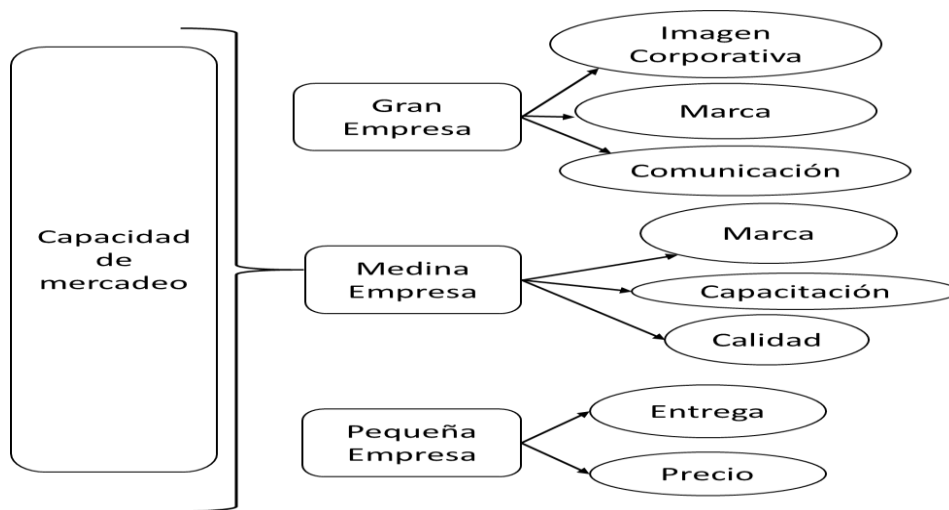 Capacidad
de
mercadeo
Gran
Empresa
Imagen
Corporativa
Marca
Comunicación
Medina
Empresa
Marca
Capacitación
Calidad
Pequeña
Empresa
Entrega
Precio